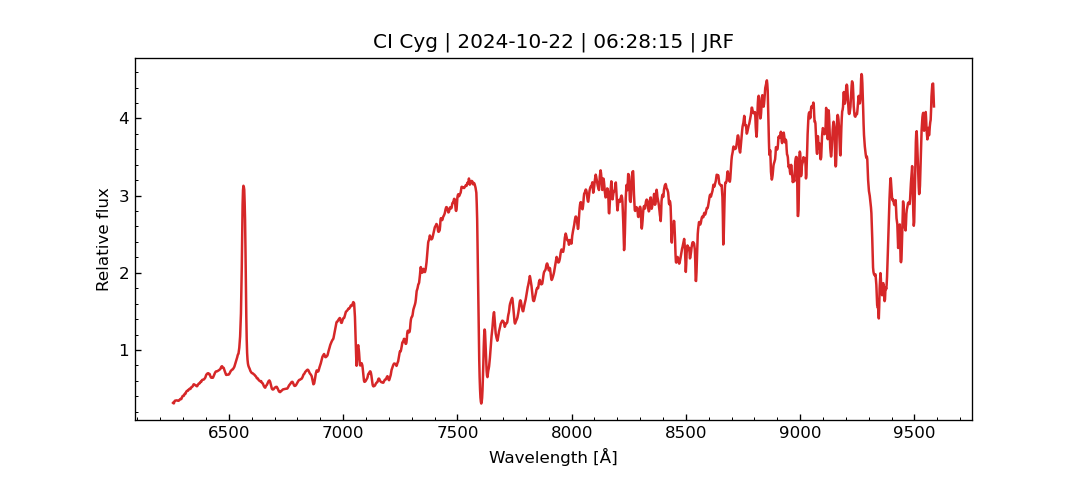 CI Cyg | 2024-10-22 | 06:28:15 | JRF
Relative flux
4
3
2
1
6500 7000 7500 8000 8500 9000 9500
Wavelength [Å]